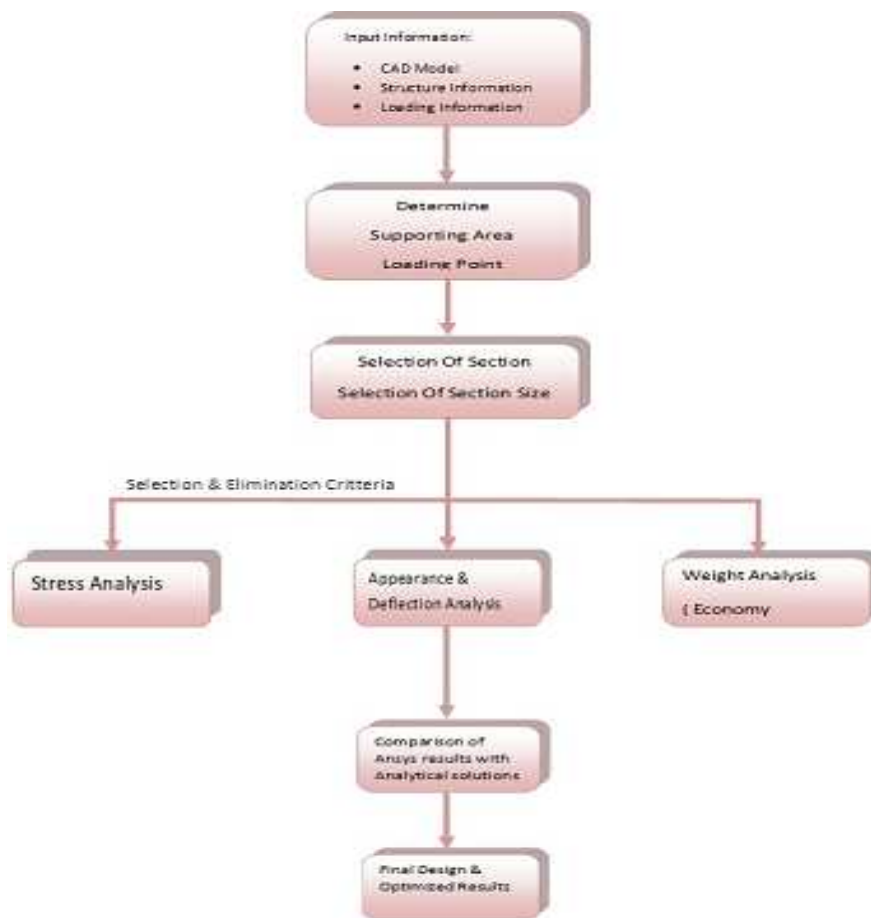 Input Information:
• CAD Model
• Structure Information
• Loading Information
Determine
Supporting Area
Loading Point
Selection Of Section
Selection Of Section Size
Selection & Elimination Critteria
Stress Analysis
Appearance &
Deflection Analysis
Weight Analysis
( Economy
Comparison of
Ansys results with
Analytical solutions
Final Design &
Optimized Results